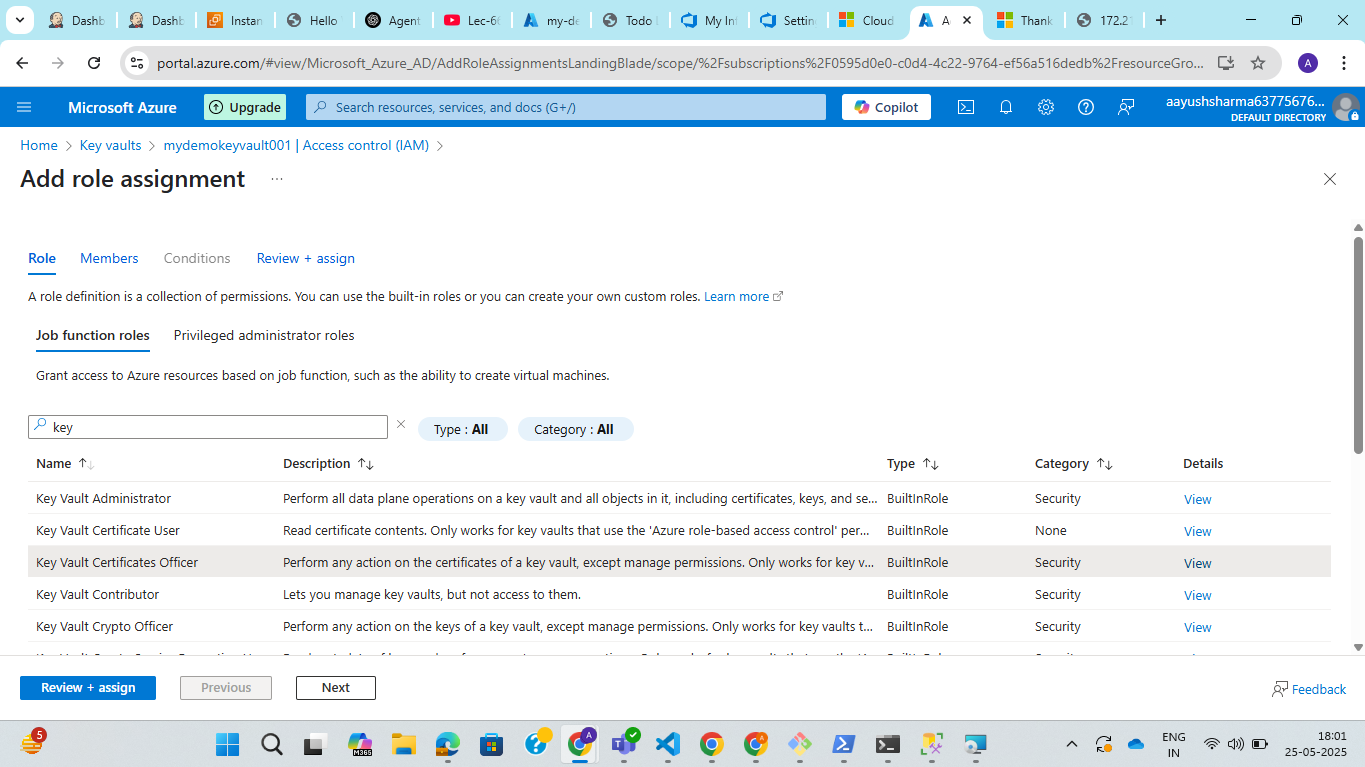 Dashb
Dashb
Instan
Hello
Agent
Lec-66
my-de
Todo L
My Inf
Settin
Cloud
A
Thank
172.2
portal.azure.com/#view/Microsoft_Azure_AD/AddRoleAssignmentsLandingBlade/scope/%2Fsubscriptions%2F0595d0e0-c0d4-4c22-9764-ef56a516dedb%2FresourceGro...
A
Microsoft Azure
Upgrade
Search resources, services, and docs (G+/)
Copilot
aayushsharma63775676...
DEFAULT DIRECTORY
Home > Key vaults > mydemokeyvault001 | Access control (IAM) >
Add role assignment ...
Role Members Conditions Review + assign
A role definition is a collection of permissions. You can use the built-in roles or you can create your own custom roles. Learn more
Job function roles Privileged administrator roles
Grant access to Azure resources based on job function, such as the ability to create virtual machines.
key Type : All Category : All
Name Description Type Category Details
Key Vault Administrator Perform all data plane operations on a key vault and all objects in it, including certificates, keys, and se... BuiltInRole Security View
Key Vault Certificate User Read certificate contents. Only works for key vaults that use the 'Azure role-based access control' per... BuiltInRole None View
Key Vault Certificates Officer Perform any action on the certificates of a key vault, except manage permissions. Only works for key v... BuiltInRole Security View
Key Vault Contributor Lets you manage key vaults, but not access to them. BuiltInRole Security View
Key Vault Crypto Officer Perform any action on the keys of a key vault, except manage permissions. Only works for key vaults t... BuiltInRole Security View
Review + assign Previous Next Feedback
5
M365
A
A
ENG
IN
18:01
25-05-2025